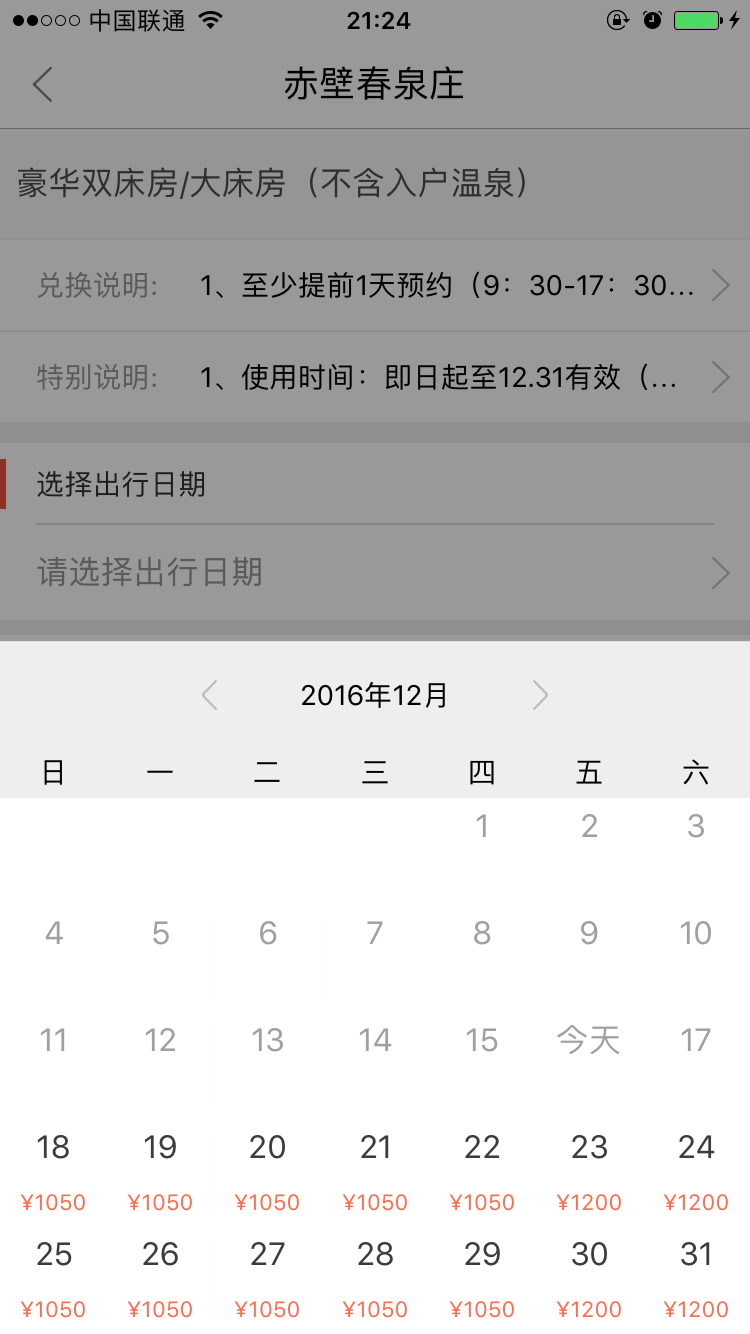 中国联通 21:24
赤壁春泉庄
豪华双床房/大床房（不含入户温泉）
兑换说明: 1、至少提前1天预约（9：30-17：30...
特别说明: 1、使用时间：即日起至12.31有效（...
选择出行日期
请选择出行日期
2016年12月
日 一 二 三 四 五 六
1 2 3
4 5 6 7 8 9 10
11 12 13 14 15 今天 17
18 19 20 21 22 23 24
¥1050 ¥1050 ¥1050 ¥1050 ¥1050 ¥1200 ¥1200
25 26 27 28 29 30 31
¥1050 ¥1050 ¥1050 ¥1050 ¥1050 ¥1200 ¥1200